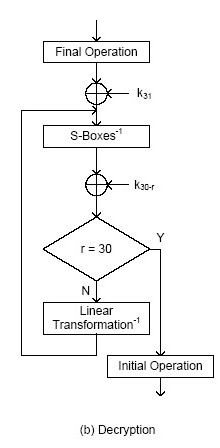 Final Operation
k31
S-Boxes-1
k30-r
r = 30
Y
N
Linear
Transformation-1
Initial Operation
(b) Decryption